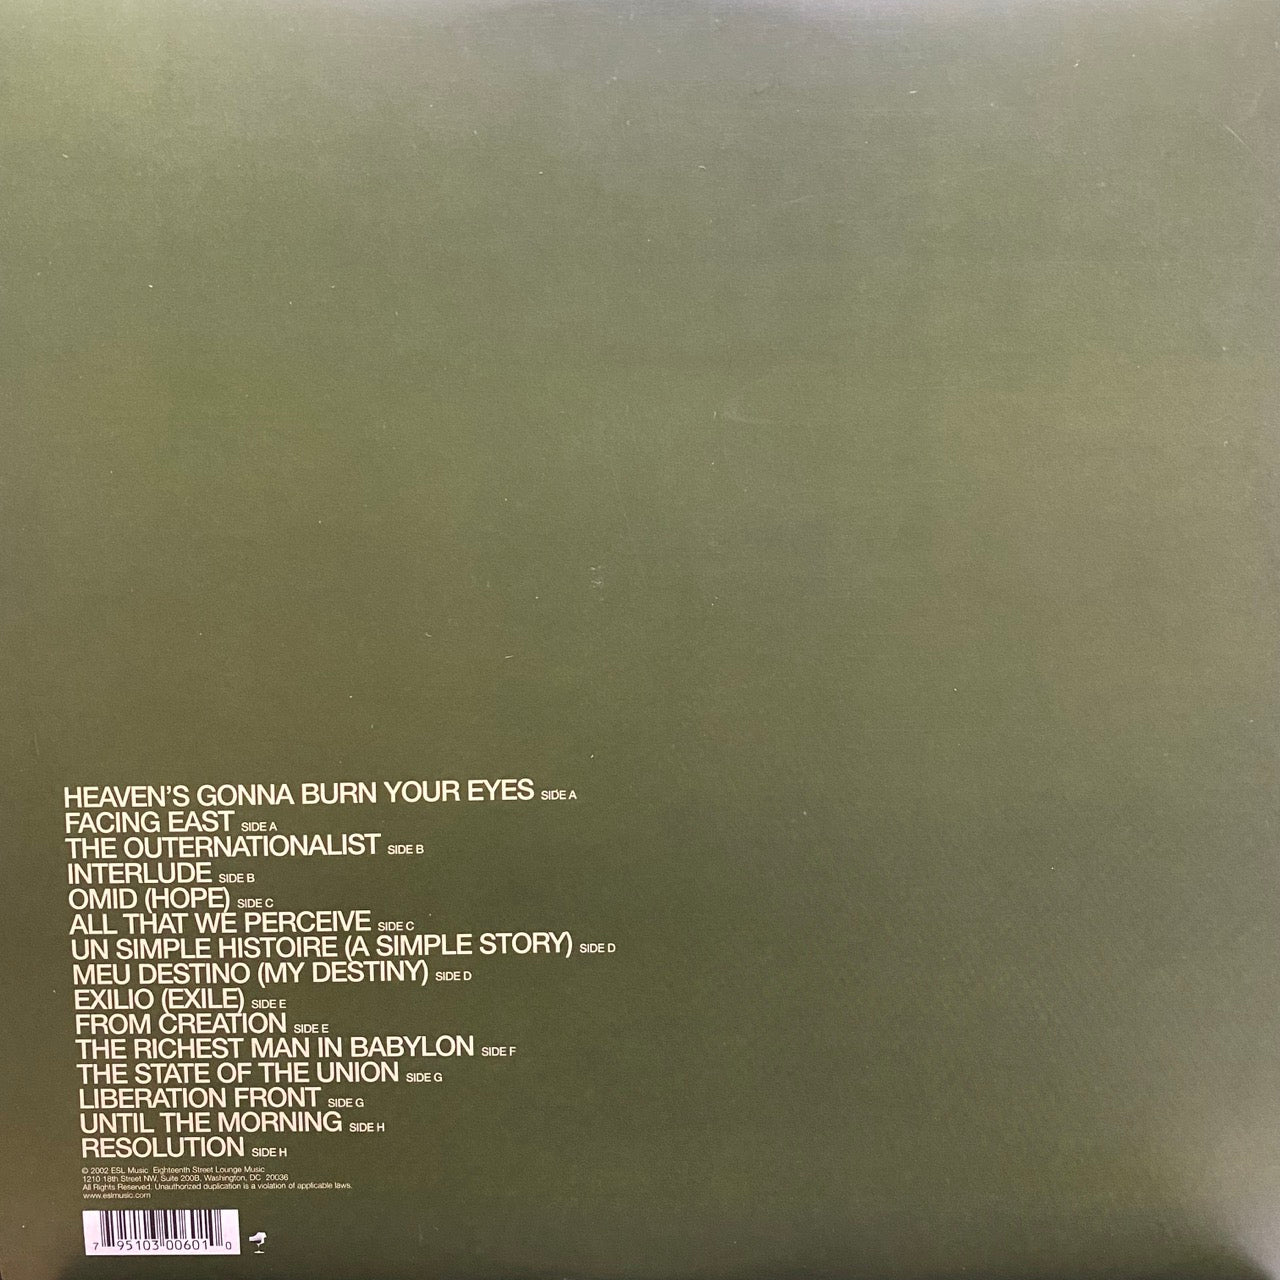 HEAVEN'S GONNA BURN YOUR EYES SIDE A
FACING EAST SIDE A
THE OUTERNATIONALIST SIDE B
INTERLUDE SIDE B
OMID (HOPE) SIDE C
ALL THAT WE PERCEIVE SIDE C
UN SIMPLE HISTOIRE (A SIMPLE STORY) SIDE D
MEU DESTINO (MY DESTINY) SIDE D
EXILIO (EXILE) SIDE E
FROM CREATION SIDE E
THE RICHEST MAN IN BABYLON SIDE F
THE STATE OF THE UNION SIDE G
LIBERATION FRONT SIDE G
UNTIL THE MORNING SIDE H
RESOLUTION SIDE H
© 2002 ESL Music Eighteenth Street Lounge Music
1210 18th Street NW, Suite 200B, Washington, DC 20036
All Rights Reserved. Unauthorized duplication is a violation of applicable laws.
www.eslmusic.com
7 95103 00601 0